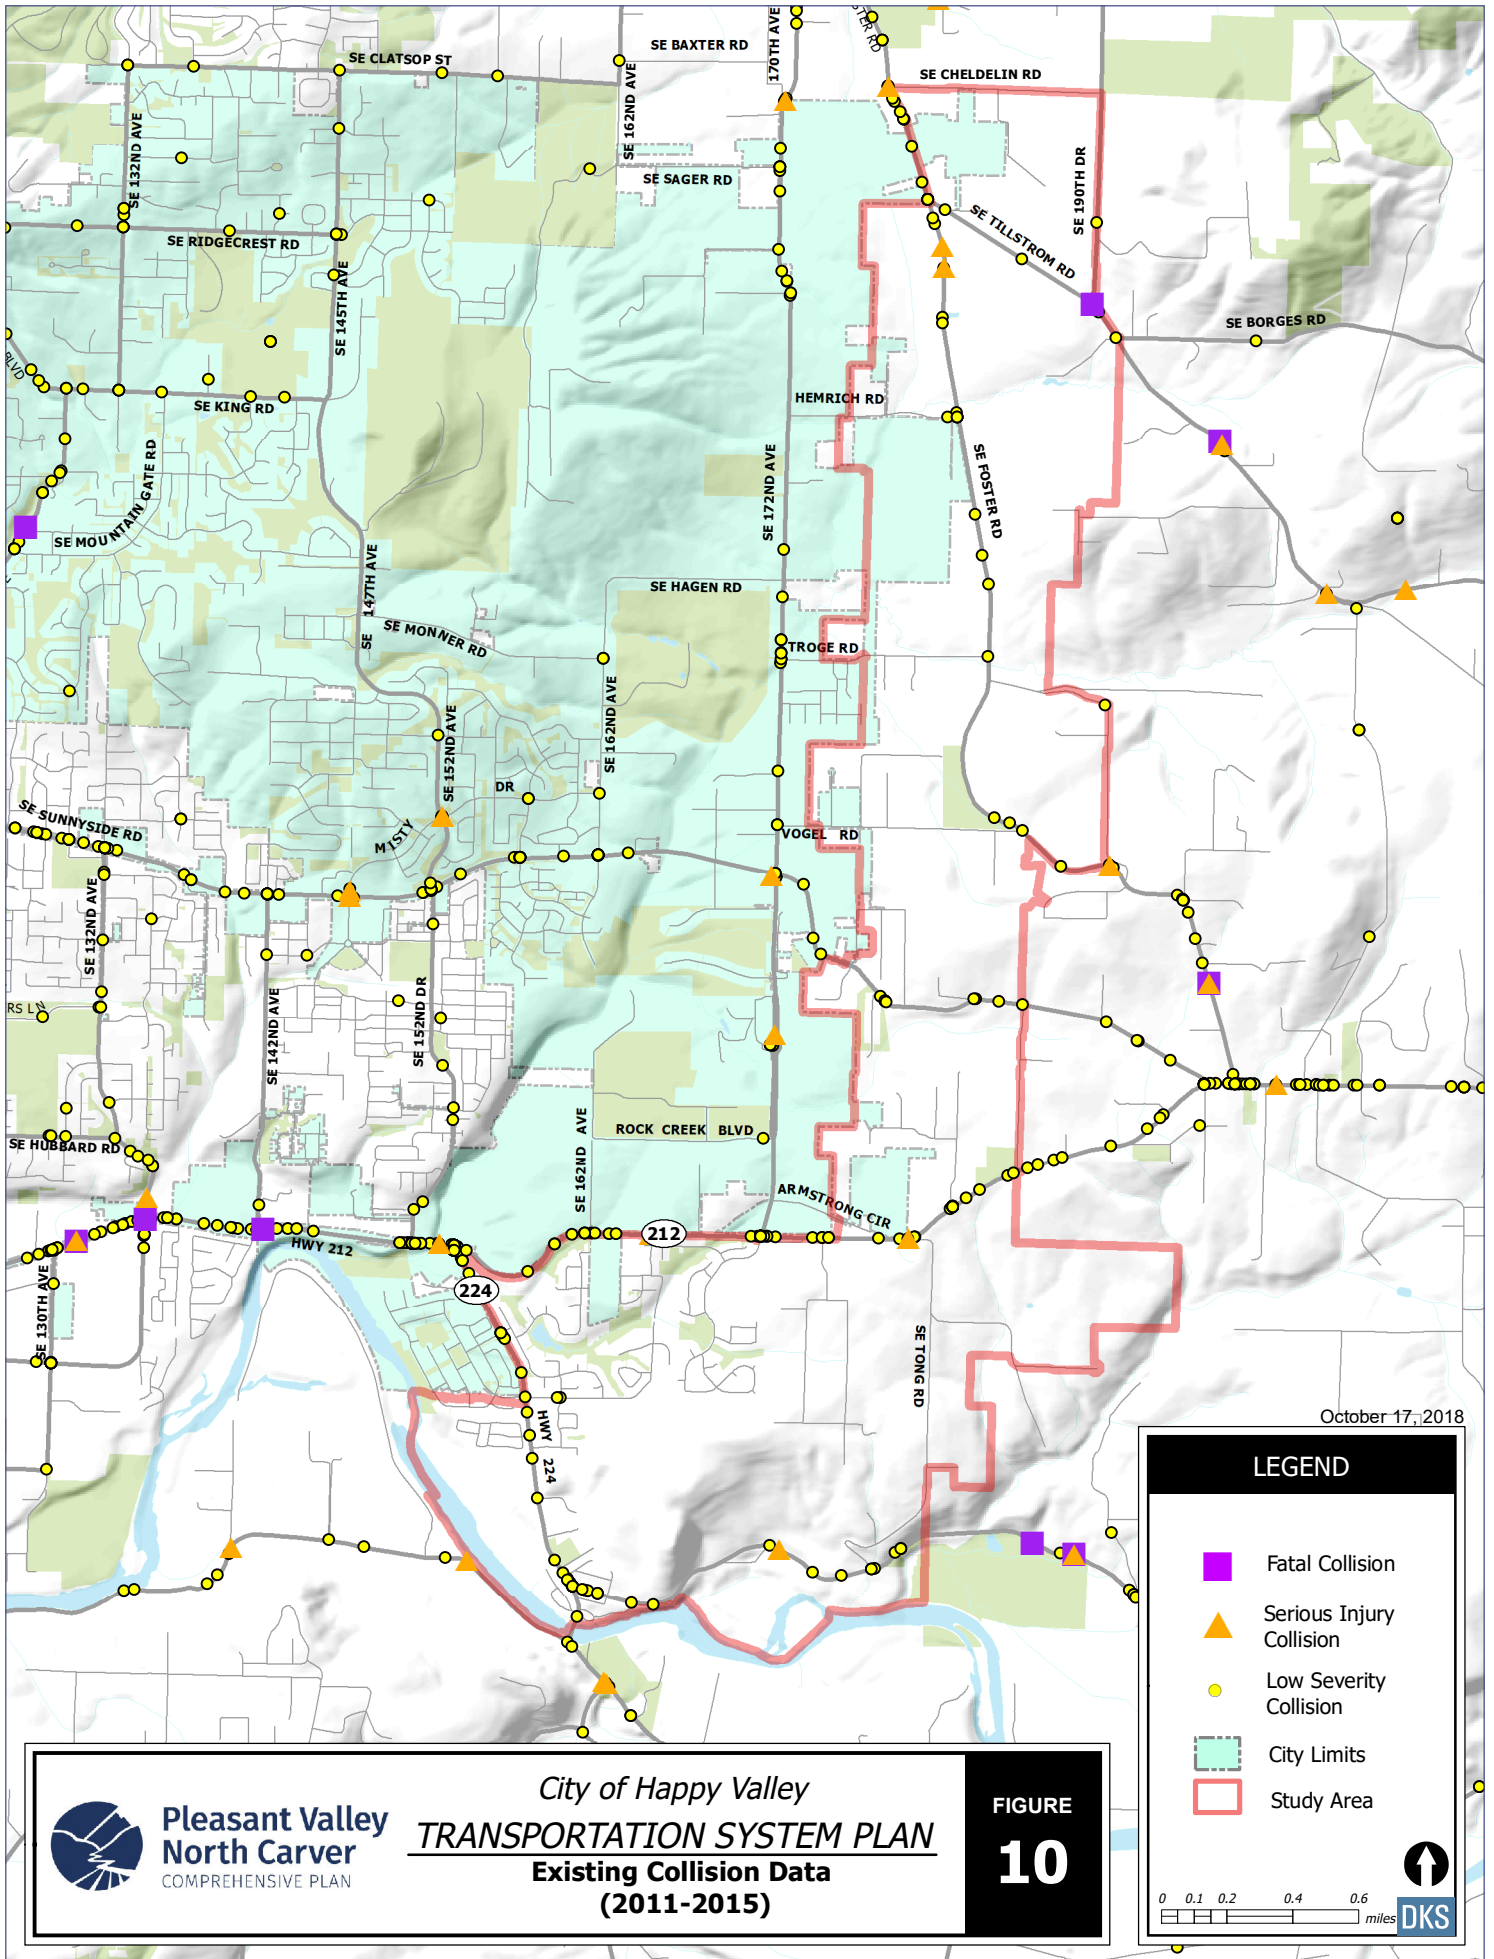 SE BAXTER RD
SE CLATSOP ST
170TH AVE
SE CHELDELIN RD
SE 162ND AVE
SE 132ND AVE
SE SAGER RD
SE 190TH DR
SE TILLSTROM RD
SE RIDGECREST RD
SE 145TH AVE
SE BORGES RD
BLVD
SE KING RD
HEMRICH RD
SE MOUNTAIN GATE RD
SE 172ND AVE
SE FOSTER RD
SE 147TH AVE
SE HAGEN RD
SE MONNER RD
TROGE RD
SE 162ND AVE
SE 152ND AVE
MISTY DR
SE SUNNYSIDE RD
VOGEL RD
SE 132ND AVE
SE 142ND AVE
SE 152ND DR
RS LN
SE 162ND AVE
ROCK CREEK BLVD
SE HUBBARD RD
ARMSTRONG CIR
212
HWY 212
224
SE 130TH AVE
SE TONG RD
HWY 224
October 17, 2018
LEGEND
Fatal Collision
Serious Injury
Collision
Low Severity
Collision
City Limits
Study Area
0 0.1 0.2 0.4 0.6
miles
DKS
Pleasant Valley
North Carver
COMPREHENSIVE PLAN
City of Happy Valley
TRANSPORTATION SYSTEM PLAN
Existing Collision Data
(2011-2015)
FIGURE
10